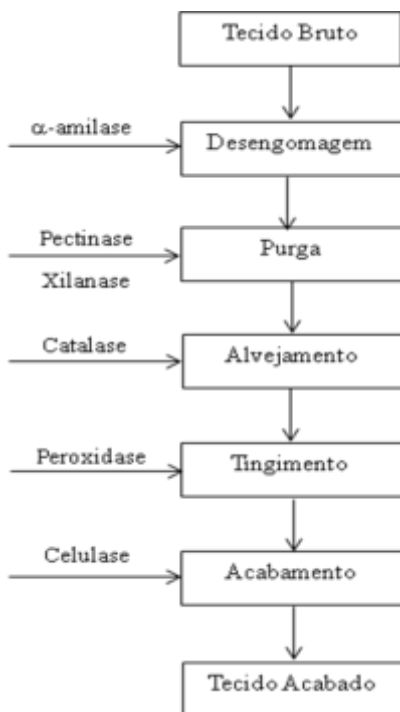 Tecido Bruto
α-amilase
Desengomagem
Pectinase
Purga
Xilanase
Catalase
Alvejamento
Peroxidase
Tingimento
Celulase
Acabamento
Tecido Acabado